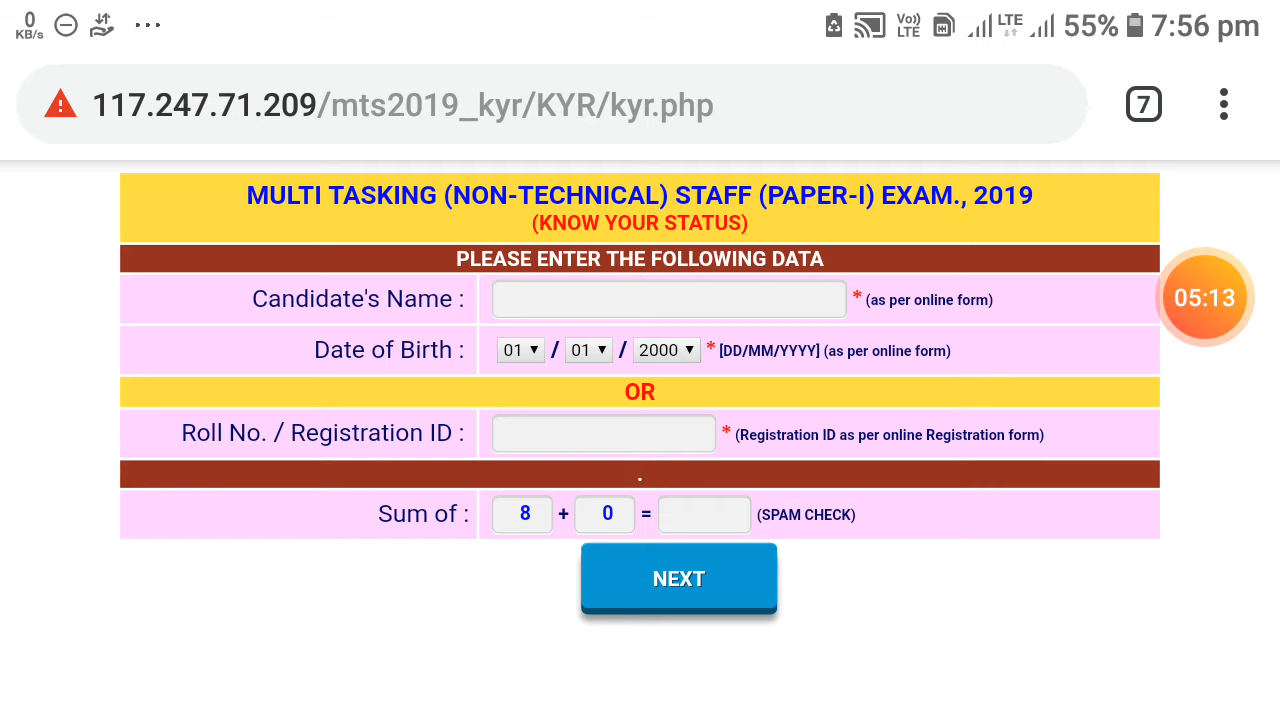 0 KB/s ... Vo)) LTE LTE 55% 7:56 pm
117.247.71.209/mts2019_kyr/KYR/kyr.php 7
MULTI TASKING (NON-TECHNICAL) STAFF (PAPER-I) EXAM., 2019
(KNOW YOUR STATUS)
PLEASE ENTER THE FOLLOWING DATA
Candidate's Name : * (as per online form)
05:13
Date of Birth : 01 / 01 / 2000 * [DD/MM/YYYY] (as per online form)
OR
Roll No. / Registration ID : * (Registration ID as per online Registration form)
.
Sum of : 8 + 0 = (SPAM CHECK)
NEXT